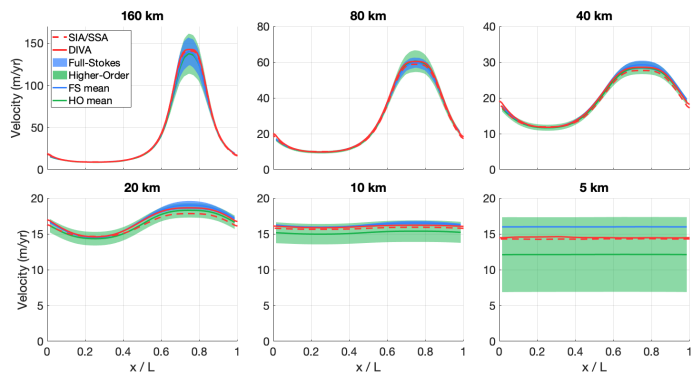 160 km
80 km
40 km
Velocity (m/yr)
150
100
50
0
SIA/SSA
DIVA
Full-Stokes
Higher-Order
FS mean
HO mean
80
60
40
20
0
40
30
20
10
0
20 km
10 km
5 km
Velocity (m/yr)
20
15
10
5
0
0
0.2
0.4
0.6
0.8
1
x / L
20
15
10
5
0
0
0.2
0.4
0.6
0.8
1
x / L
20
15
10
5
0
0
0.2
0.4
0.6
0.8
1
x / L